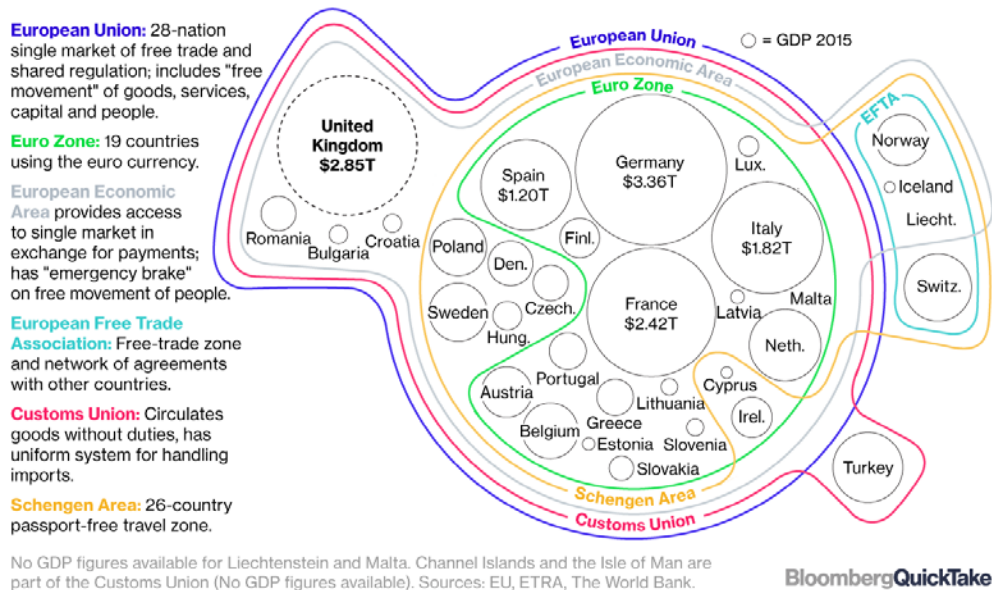 European Union: 28-nation
single market of free trade and
shared regulation; includes "free
movement" of goods, services,
capital and people.
Euro Zone: 19 countries
using the euro currency.
European Economic
Area provides access
to single market in
exchange for payments;
has "emergency brake"
on free movement of people.
European Free Trade
Association: Free-trade zone
and network of agreements
with other countries.
Customs Union: Circulates
goods without duties, has
uniform system for handling
imports.
Schengen Area: 26-country
passport-free travel zone.
European Union
= GDP 2015
European Economic Area
Euro Zone
EFTA
United
Kingdom
$2.85T
Romania
Bulgaria
Croatia
Spain
$1.20T
Germany
$3.36T
Lux.
Italy
$1.82T
Poland
Den.
Finl.
Czech.
Sweden
Hung.
France
$2.42T
Latvia
Malta
Neth.
Norway
Iceland
Liecht.
Switz.
Portugal
Austria
Belgium
Greece
Lithuania
Cyprus
Irel.
Estonia
Slovenia
Slovakia
Turkey
Schengen Area
Customs Union
No GDP figures available for Liechtenstein and Malta. Channel Islands and the Isle of Man are
part of the Customs Union (No GDP figures available). Sources: EU, ETRA, The World Bank.
BloombergQuickTake